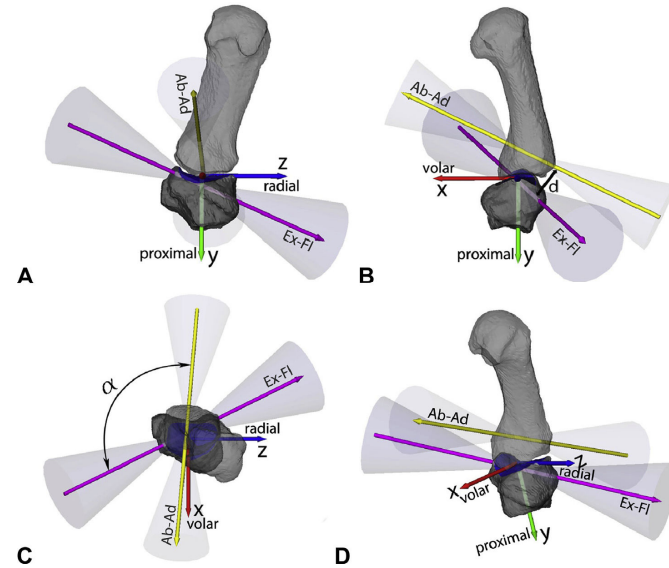 Ab-Ad
z
radial
Ex-Fl
proximal
y
A
Ab-Ad
volar
x
d
Ex-Fl
proximal
y
B
α
Ex-Fl
radial
z
x
volar
Ab-Ad
C
Ab-Ad
z
radial
x
volar
Ex-Fl
proximal
y
D